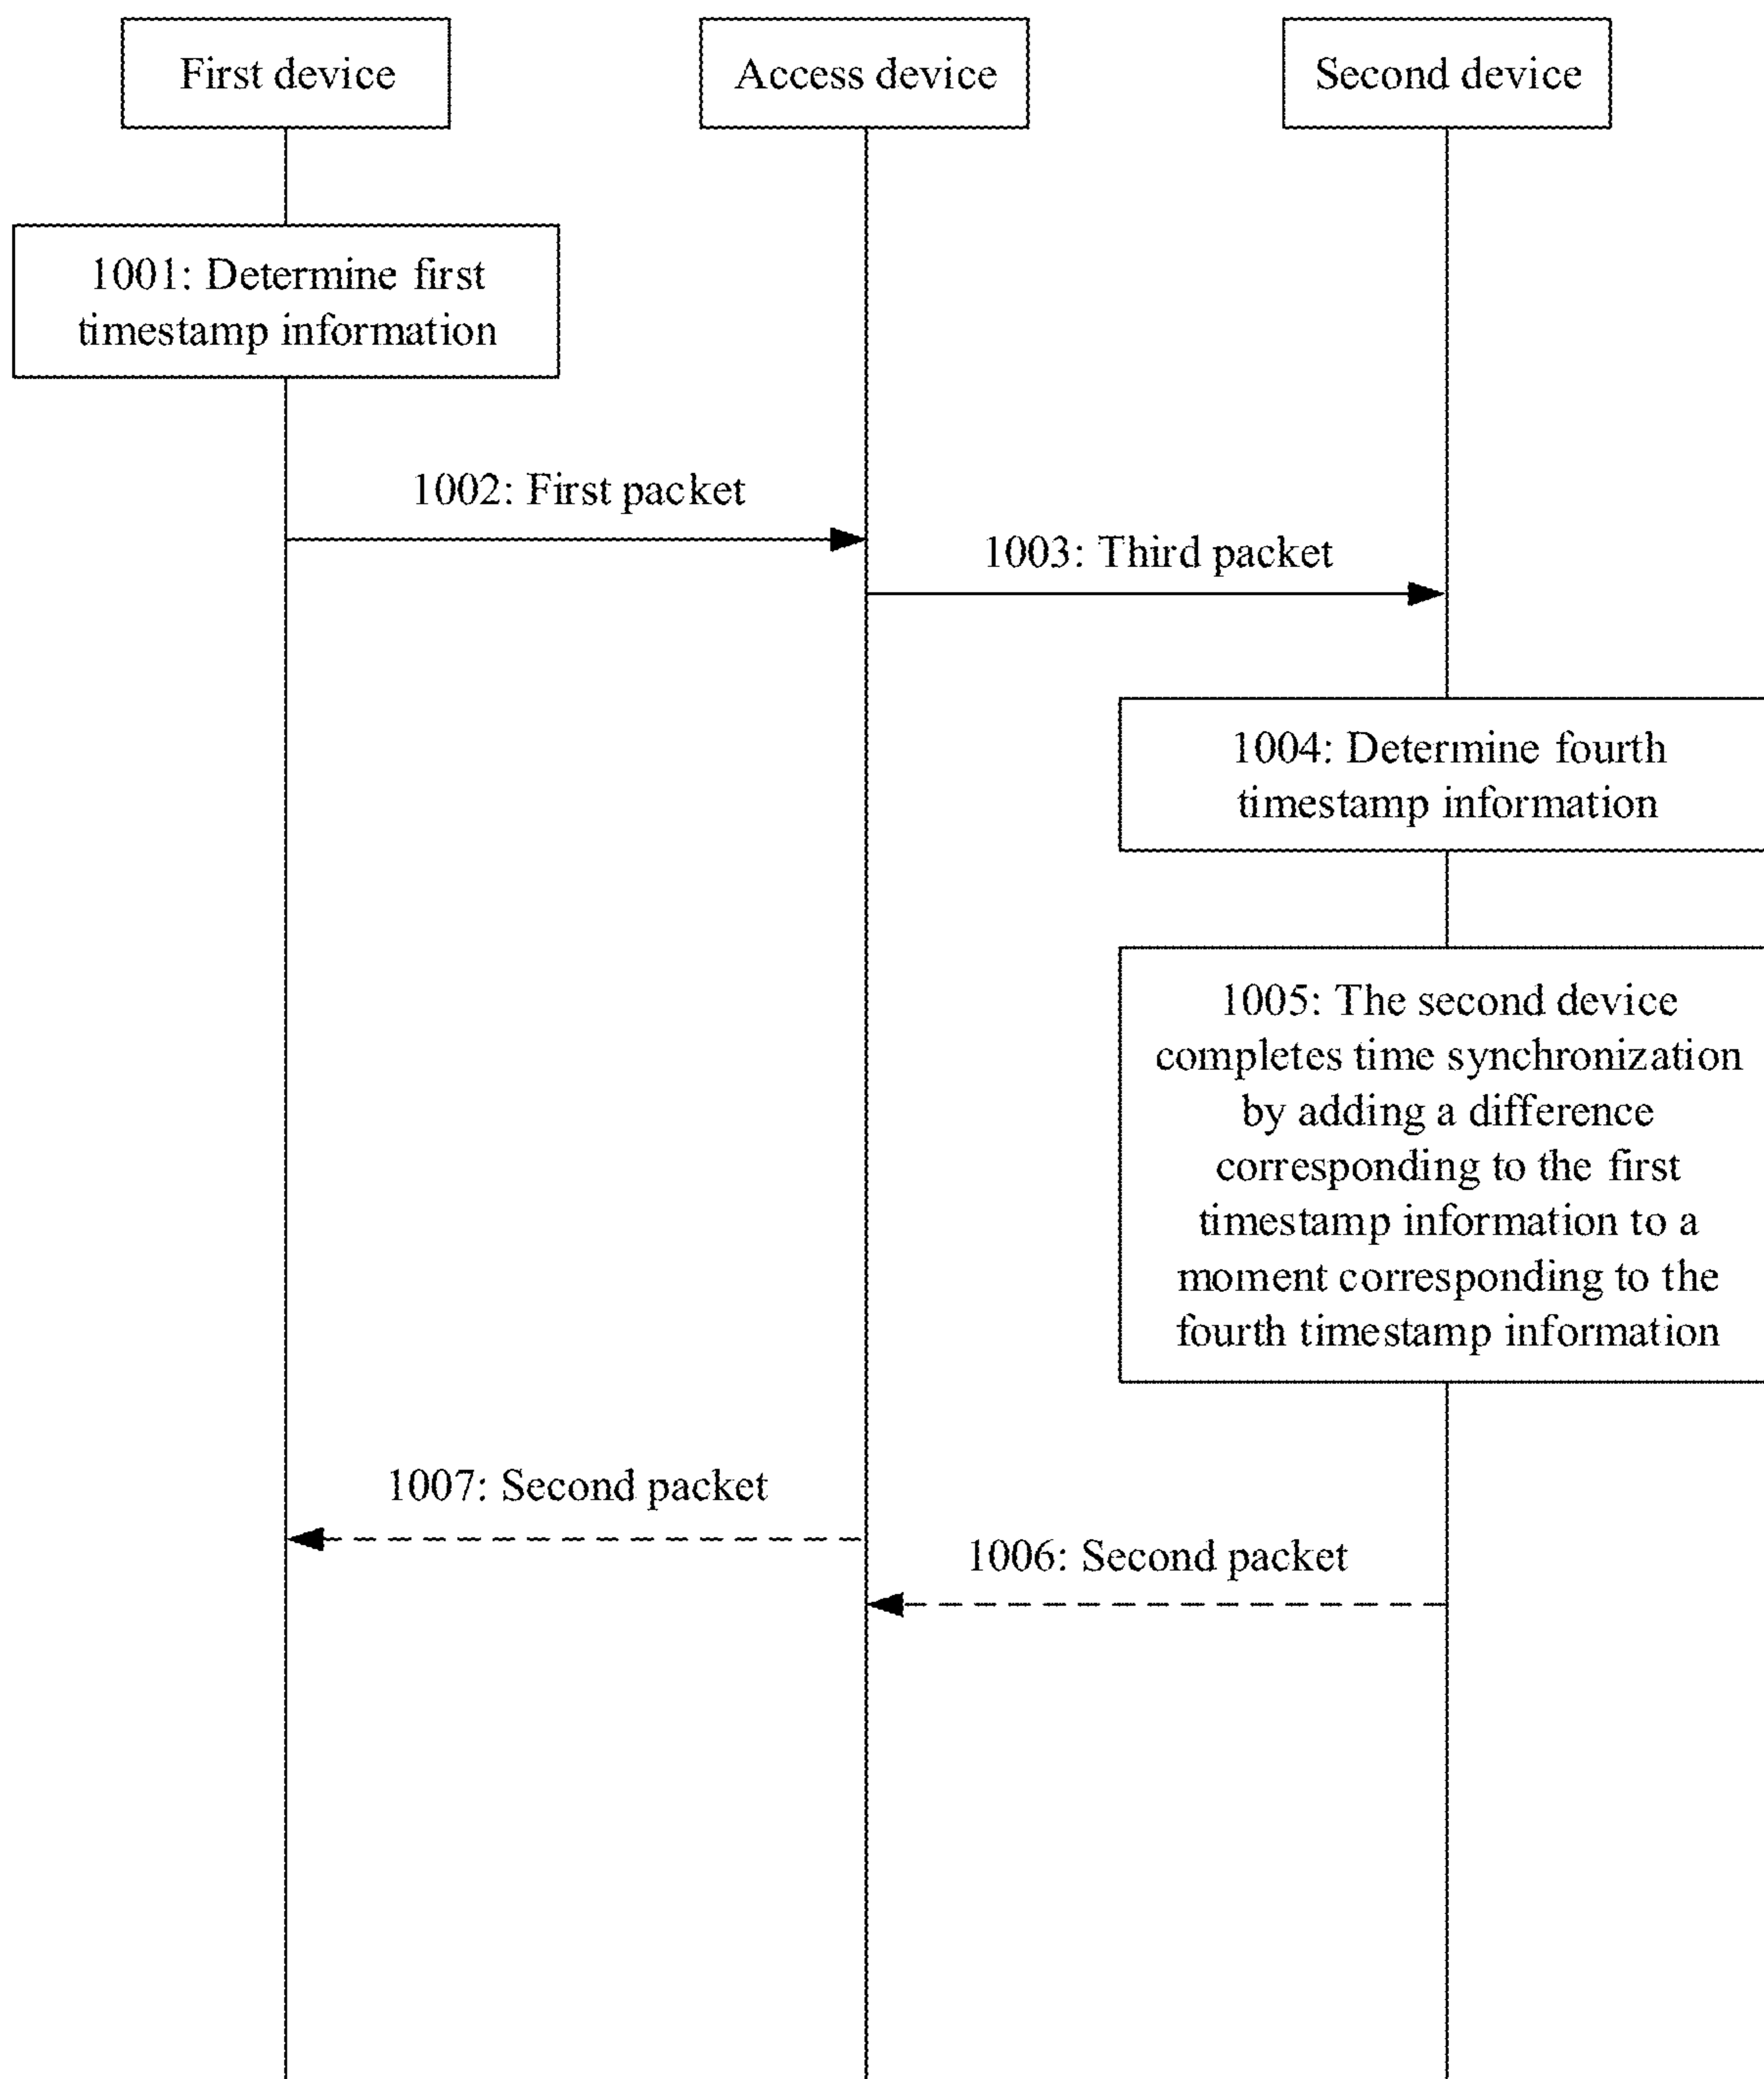 First device
Access device
Second device
1001: Determine first
timestamp information
1002: First packet
1003: Third packet
1004: Determine fourth
timestamp information
1005: The second device
completes time synchronization
by adding a difference
corresponding to the first
timestamp information to a
moment corresponding to the
fourth timestamp information
1007: Second packet
1006: Second packet